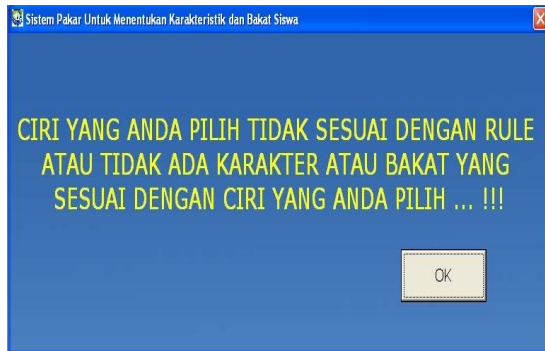 Sistem Pakar Untuk Menentukan Karakteristik dan Bakat Siswa
CIRI YANG ANDA PILIH TIDAK SESUAI DENGAN RULE
ATAU TIDAK ADA KARAKTER ATAU BAKAT YANG
SESUAI DENGAN CIRI YANG ANDA PILIH ... !!!
OK